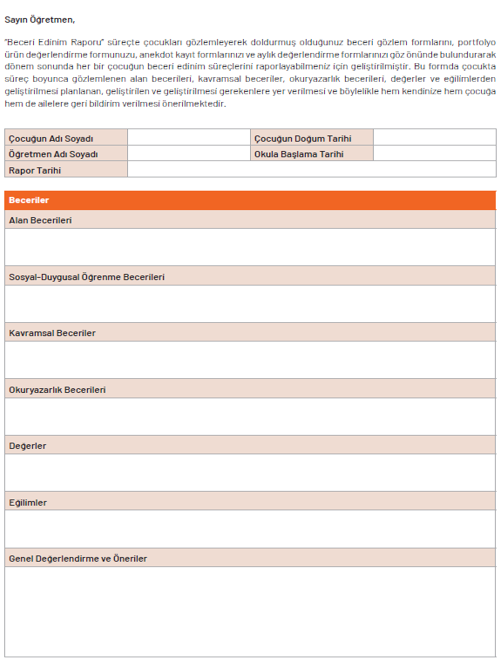 Sayın Öğretmen,
"Beceri Edinim Raporu" süreçte çocukları gözlemleyerek doldurmuş olduğunuz beceri gözlem formlarını, portfolyo
ürün değerlendirme formunuzu, anekdot kayıt formlarınızı ve aylık değerlendirme formlarınızı göz önünde bulundurarak
dönem sonunda her bir çocuğun beceri edinim süreçlerini raporlayabilmeniz için geliştirilmiştir. Bu formda çocukta
süreç boyunca gözlemlenen alan becerileri, kavramsal beceriler, okuryazarlık becerileri, değerler ve eğilimlerden
geliştirilmesi planlanan, geliştirilen ve geliştirilmesi gerekenlere yer verilmesi ve böylelikle hem kendinize hem çocuğa
hem de ailelere geri bildirim verilmesi önerilmektedir.
Çocuğun Adı Soyadı
Çocuğun Doğum Tarihi
Öğretmen Adı Soyadı
Okula Başlama Tarihi
Rapor Tarihi
Beceriler
Alan Becerileri
Sosyal-Duygusal Öğrenme Becerileri
Kavramsal Beceriler
Okuryazarlık Becerileri
Değerler
Eğilimler
Genel Değerlendirme ve Öneriler